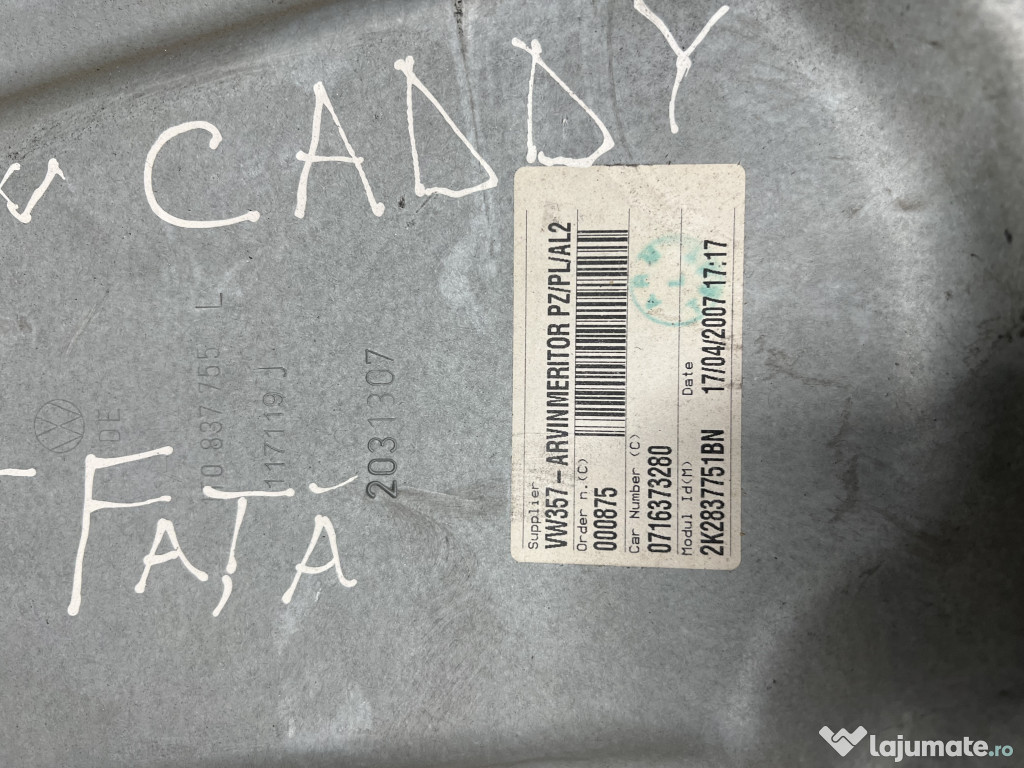 CADDY
FAȚĂ
DE
837 755 L
117119 J
2031307
Supplier
VW357-ARVINMERITOR PZ/PL/AL2
Order n.(C)
000875
Car Number (C)
0716373280
Modul Id(M)
2K2837751BN
Date
17/04/2007 17:17
lajumate.ro